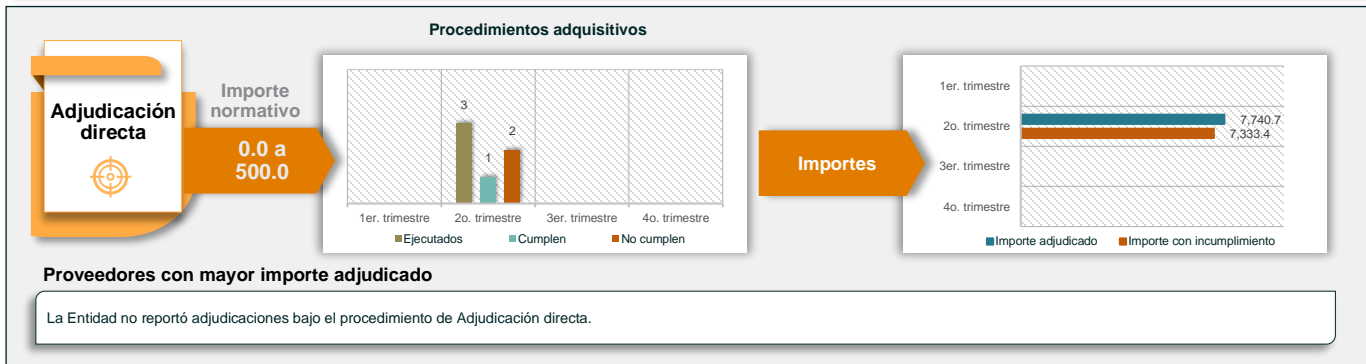 Procedimientos adquisitivos
Adjudicación
directa
Importe
normativo
0.0 a
500.0
3
1
2
1er. trimestre
2o. trimestre
3er. trimestre
4o. trimestre
Ejecutados
Cumplen
No cumplen
Importes
1er. trimestre
2o. trimestre
3er. trimestre
4o. trimestre
7,740.7
7,333.4
Importe adjudicado
Importe con incumplimiento
Proveedores con mayor importe adjudicado
La Entidad no reportó adjudicaciones bajo el procedimiento de Adjudicación directa.